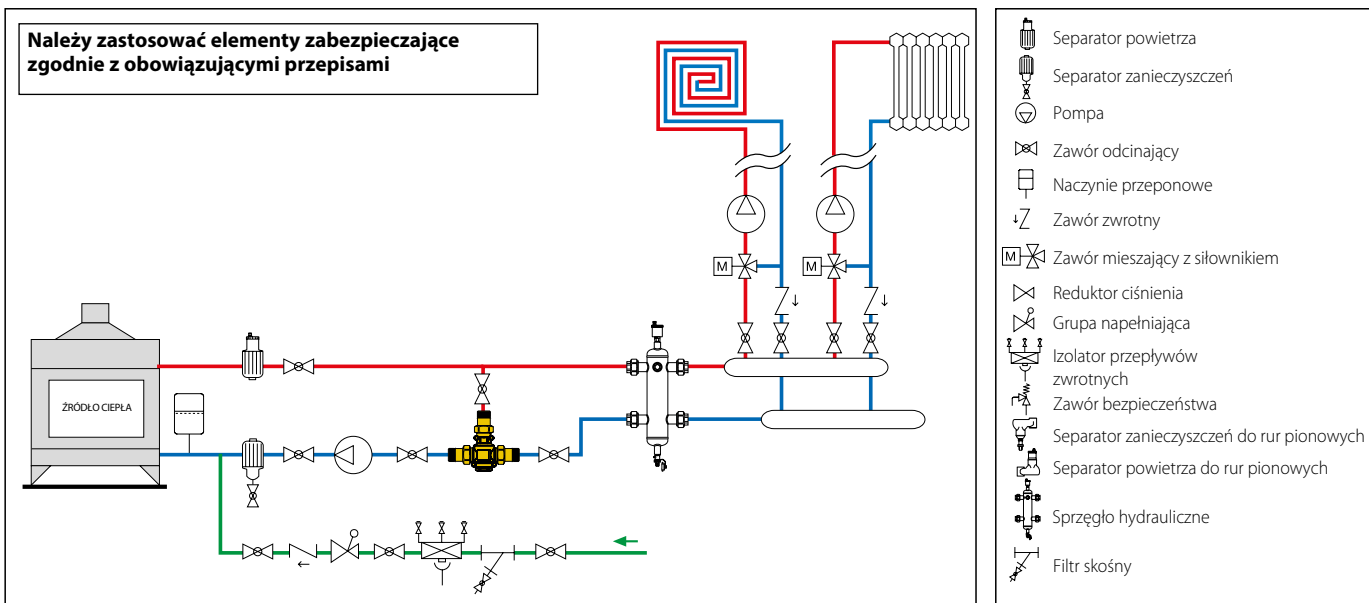 Należy zastosować elementy zabezpieczające
zgodnie z obowiązującymi przepisami
M
M
ŹRÓDŁO CIEPŁA
Separator powietrza
Separator zanieczyszczeń
Pompa
Zawór odcinający
Naczynie przeponowe
Zawór zwrotny
M
Zawór mieszający z siłownikiem
Reduktor ciśnienia
Grupa napełniająca
Izolator przepływów
zwrotnych
Zawór bezpieczeństwa
Separator zanieczyszczeń do rur pionowych
Separator powietrza do rur pionowych
Sprzęgło hydrauliczne
Filtr skośny